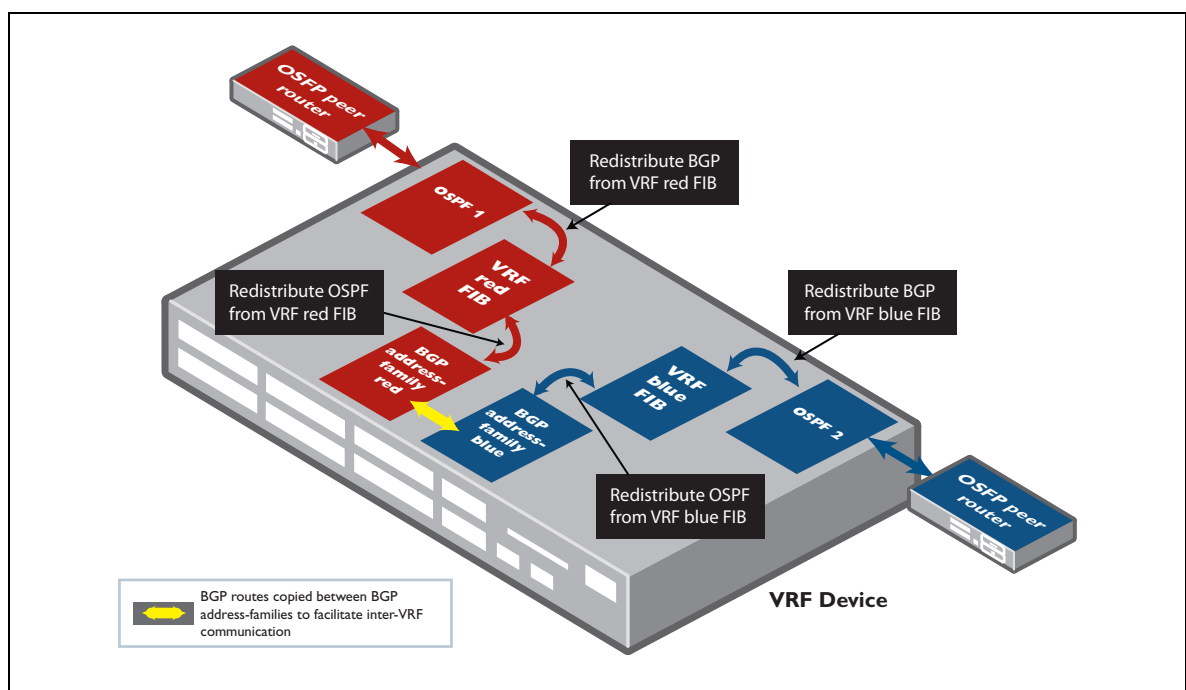 OSFP peer
router
OSPF 1
Redistribute BGP
from VRF red FIB
VRF
red
FIB
Redistribute OSPF
from VRF red FIB
BGP
address-
family
red
Redistribute BGP
from VRF blue FIB
VRF
blue
FIB
BGP
address-
family
blue
OSPF 2
Redistribute OSPF
from VRF blue FIB
OSFP peer
router
VRF Device
BGP routes copied between BGP
address-families to facilitate inter-VRF
communication